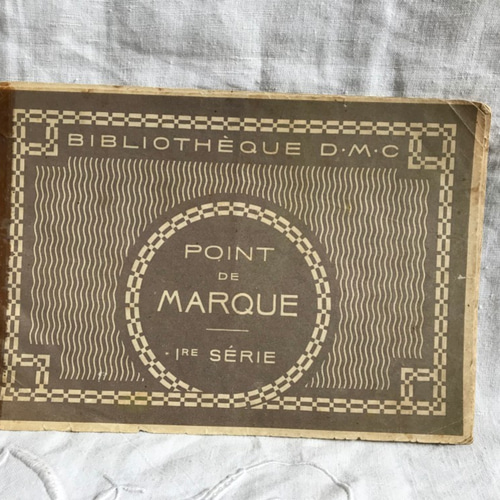 BIBLIOTHÈQUE D·M·C
POINT
DE
MARQUE
1RE SÉRIE